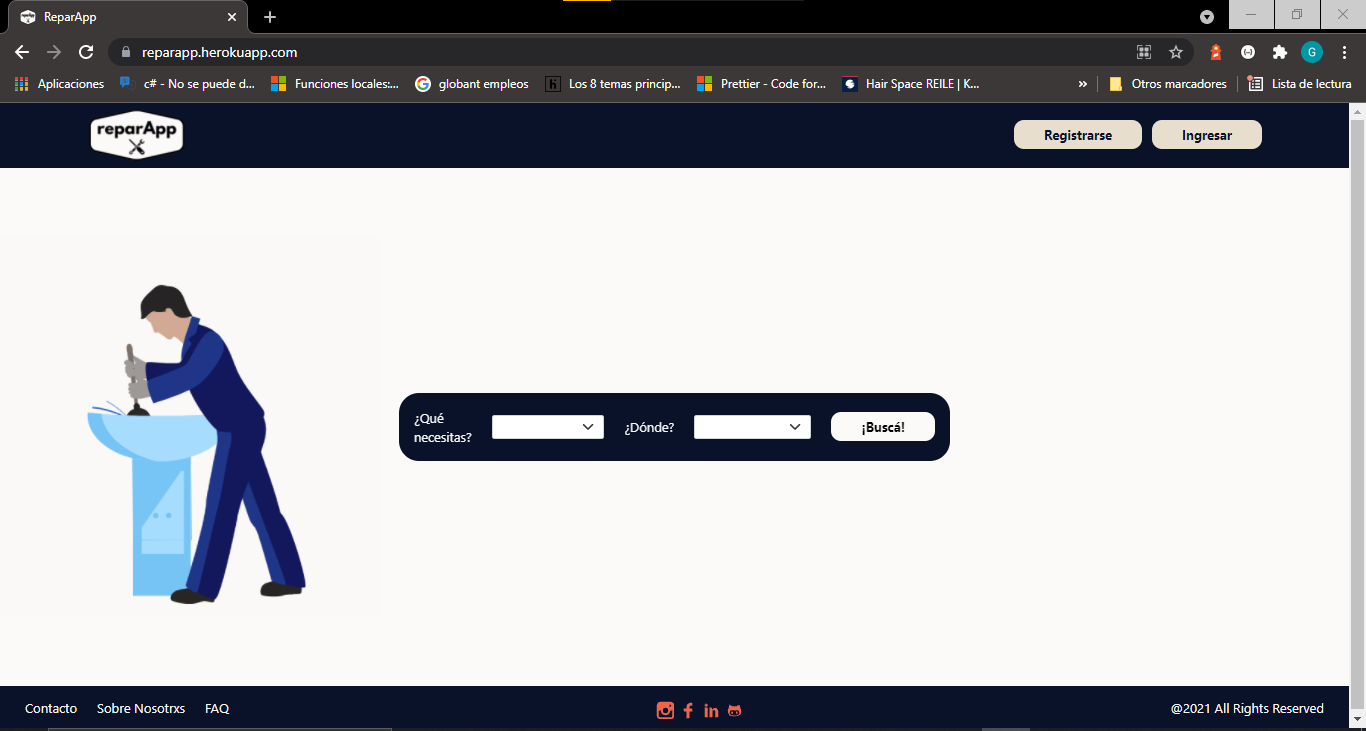 ReparApp
reparapp.herokuapp.com
G
Aplicaciones
c# - No se puede d...
Funciones locales:...
globant empleos
Los 8 temas princip...
Prettier - Code for...
Hair Space REILE | K...
»
Otros marcadores
Lista de lectura
reparApp
Registrarse
Ingresar
¿Qué
necesitas?
¿Dónde?
¡Buscá!
Contacto
Sobre Nosotrxs
FAQ
@2021 All Rights Reserved